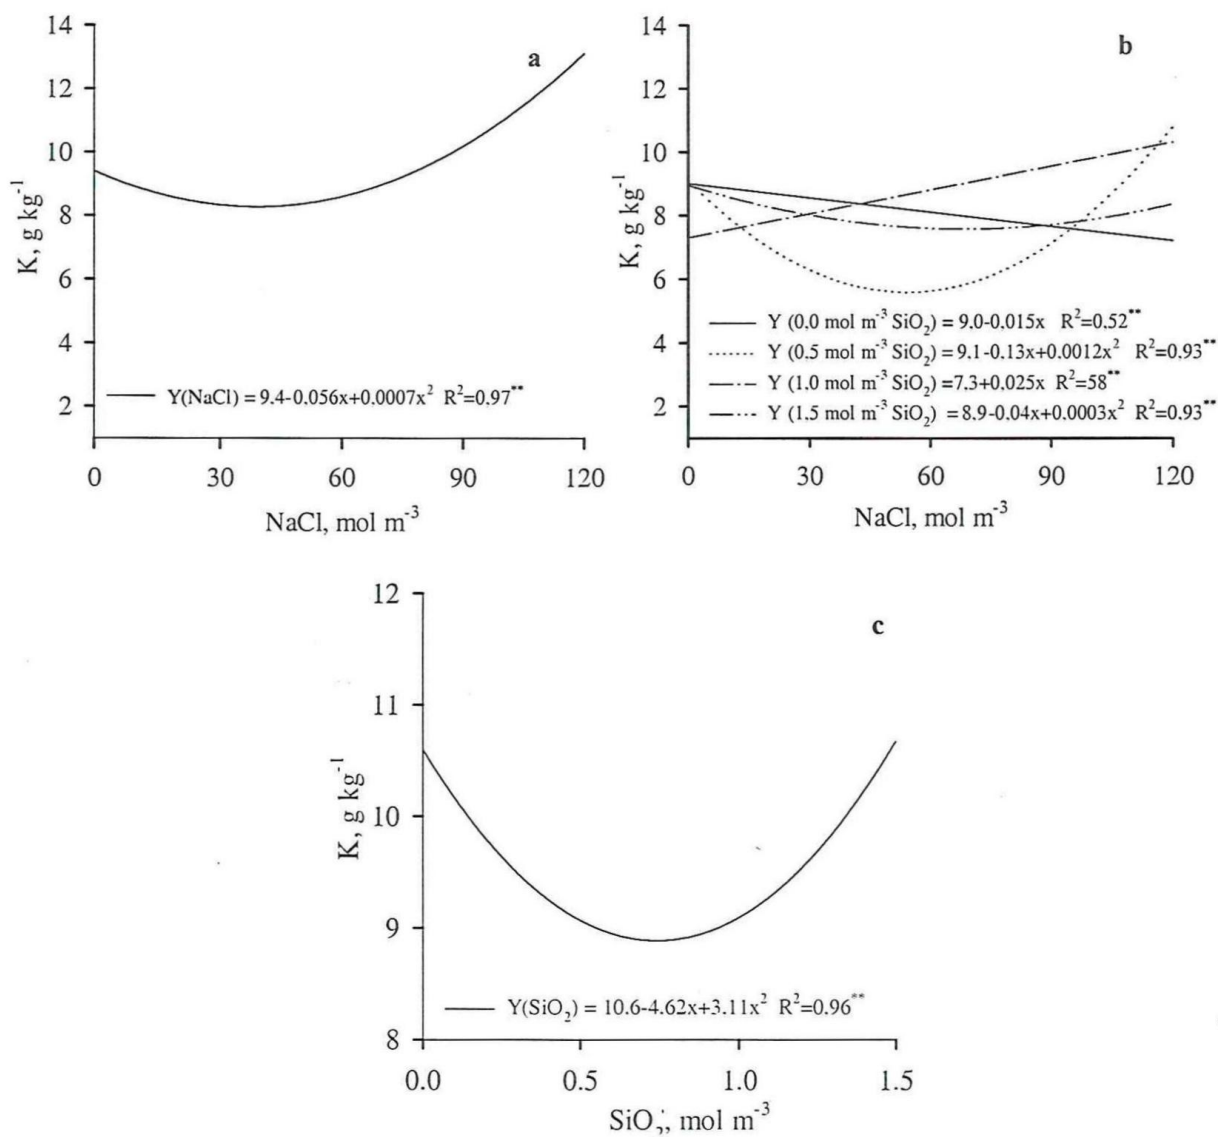 14
12
10
8
6
4
2
K, g kg⁻¹
a
Y(NaCl) = 9.4-0.056x+0.0007x² R²=0.97**
0 30 60 90 120
NaCl, mol m⁻³
14
12
10
8
6
4
2
K, g kg⁻¹
b
Y (0.0 mol m⁻³ SiO₂) = 9.0-0.015x R²=0.52**
Y (0.5 mol m⁻³ SiO₂) =9.1-0.13x+0.0012x² R²=0.93**
Y (1.0 mol m⁻³ SiO₂) =7.3+0.025x R²=58**
Y (1.5 mol m⁻³ SiO₂) =8.9-0.04x+0.0003x² R²=0.93**
0 30 60 90 120
NaCl, mol m⁻³
12
11
10
9
8
K, g kg⁻¹
c
Y(SiO₂) = 10.6-4.62x+3.11x² R²=0.96**
0.0 0.5 1.0 1.5
SiO₂, mol m⁻³